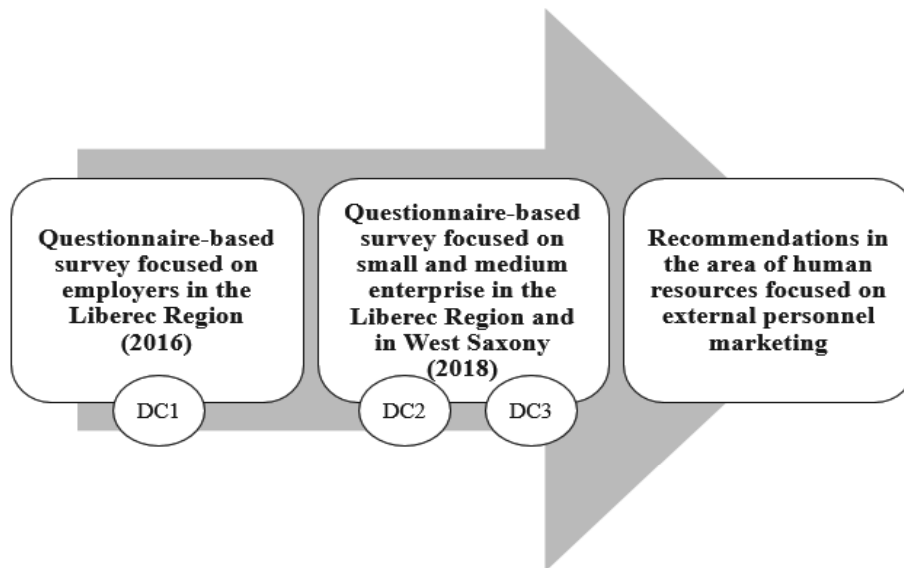 Questionnaire-based
survey focused on
employers in the
Liberec Region
(2016)
DC1
Questionnaire-based
survey focused on
small and medium
enterprise in the
Liberec Region and
in West Saxony
(2018)
DC2
DC3
Recommendations in
the area of human
resources focused on
external personnel
marketing